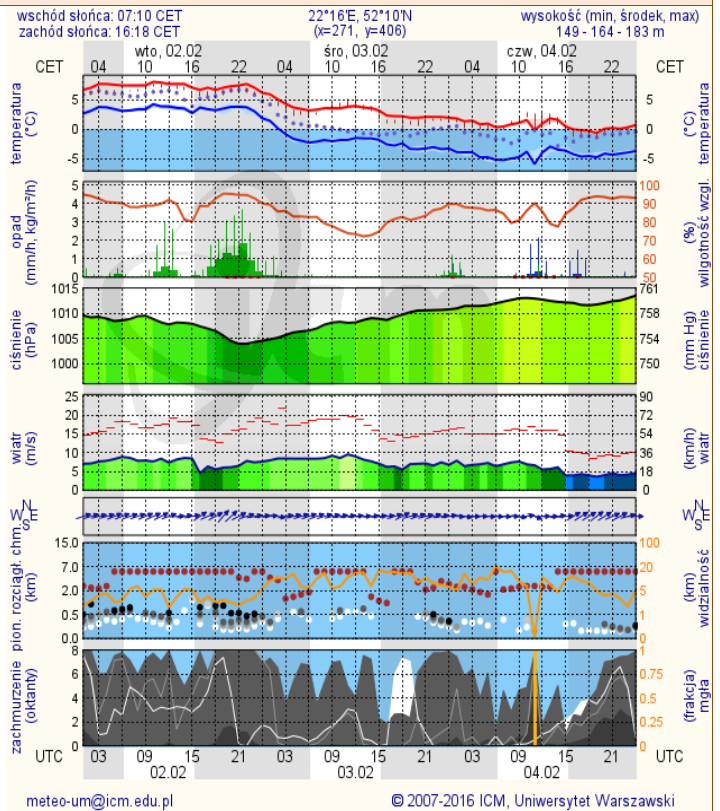 wschód słońca: 07:10 CET 22°16'E, 52°10'N wysokość (min, środek, max)
zachód słońca: 16:18 CET (x=271, y=406) 149 - 164 - 183 m
wto, 02.02 śro, 03.02 czw, 04.02
CET 04 10 16 22 04 10 16 22 04 10 16 22 CET
temperatura (°C)
5
0
-5
5
0
-5
(°C) temperatura
opad (mm/h, kg/m²/h)
5
4
3
2
1
0
100
90
80
70
60
50
(%) wilgotność wzgl.
ciśnienie (hPa)
1015
1010
1005
1000
761
758
754
750
(mm Hg) ciśnienie
wiatr (m/s)
25
20
15
10
5
0
90
72
54
36
18
0
(km/h) wiatr
N
W E
S
N
W E
S
pion. rozciągł. chm. (km)
15.0
7.0
2.0
0.5
0.0
100
20
5
1
0
(km) widzialność
zachmurzenie (oktanty)
8
6
4
2
0
1
0.75
0.5
0.25
0
(frakcja) mgła
UTC 03 09 15 21 03 09 15 21 03 09 15 21 UTC
02.02 03.02 04.02
meteo-um@icm.edu.pl © 2007-2016 ICM, Uniwersytet Warszawski